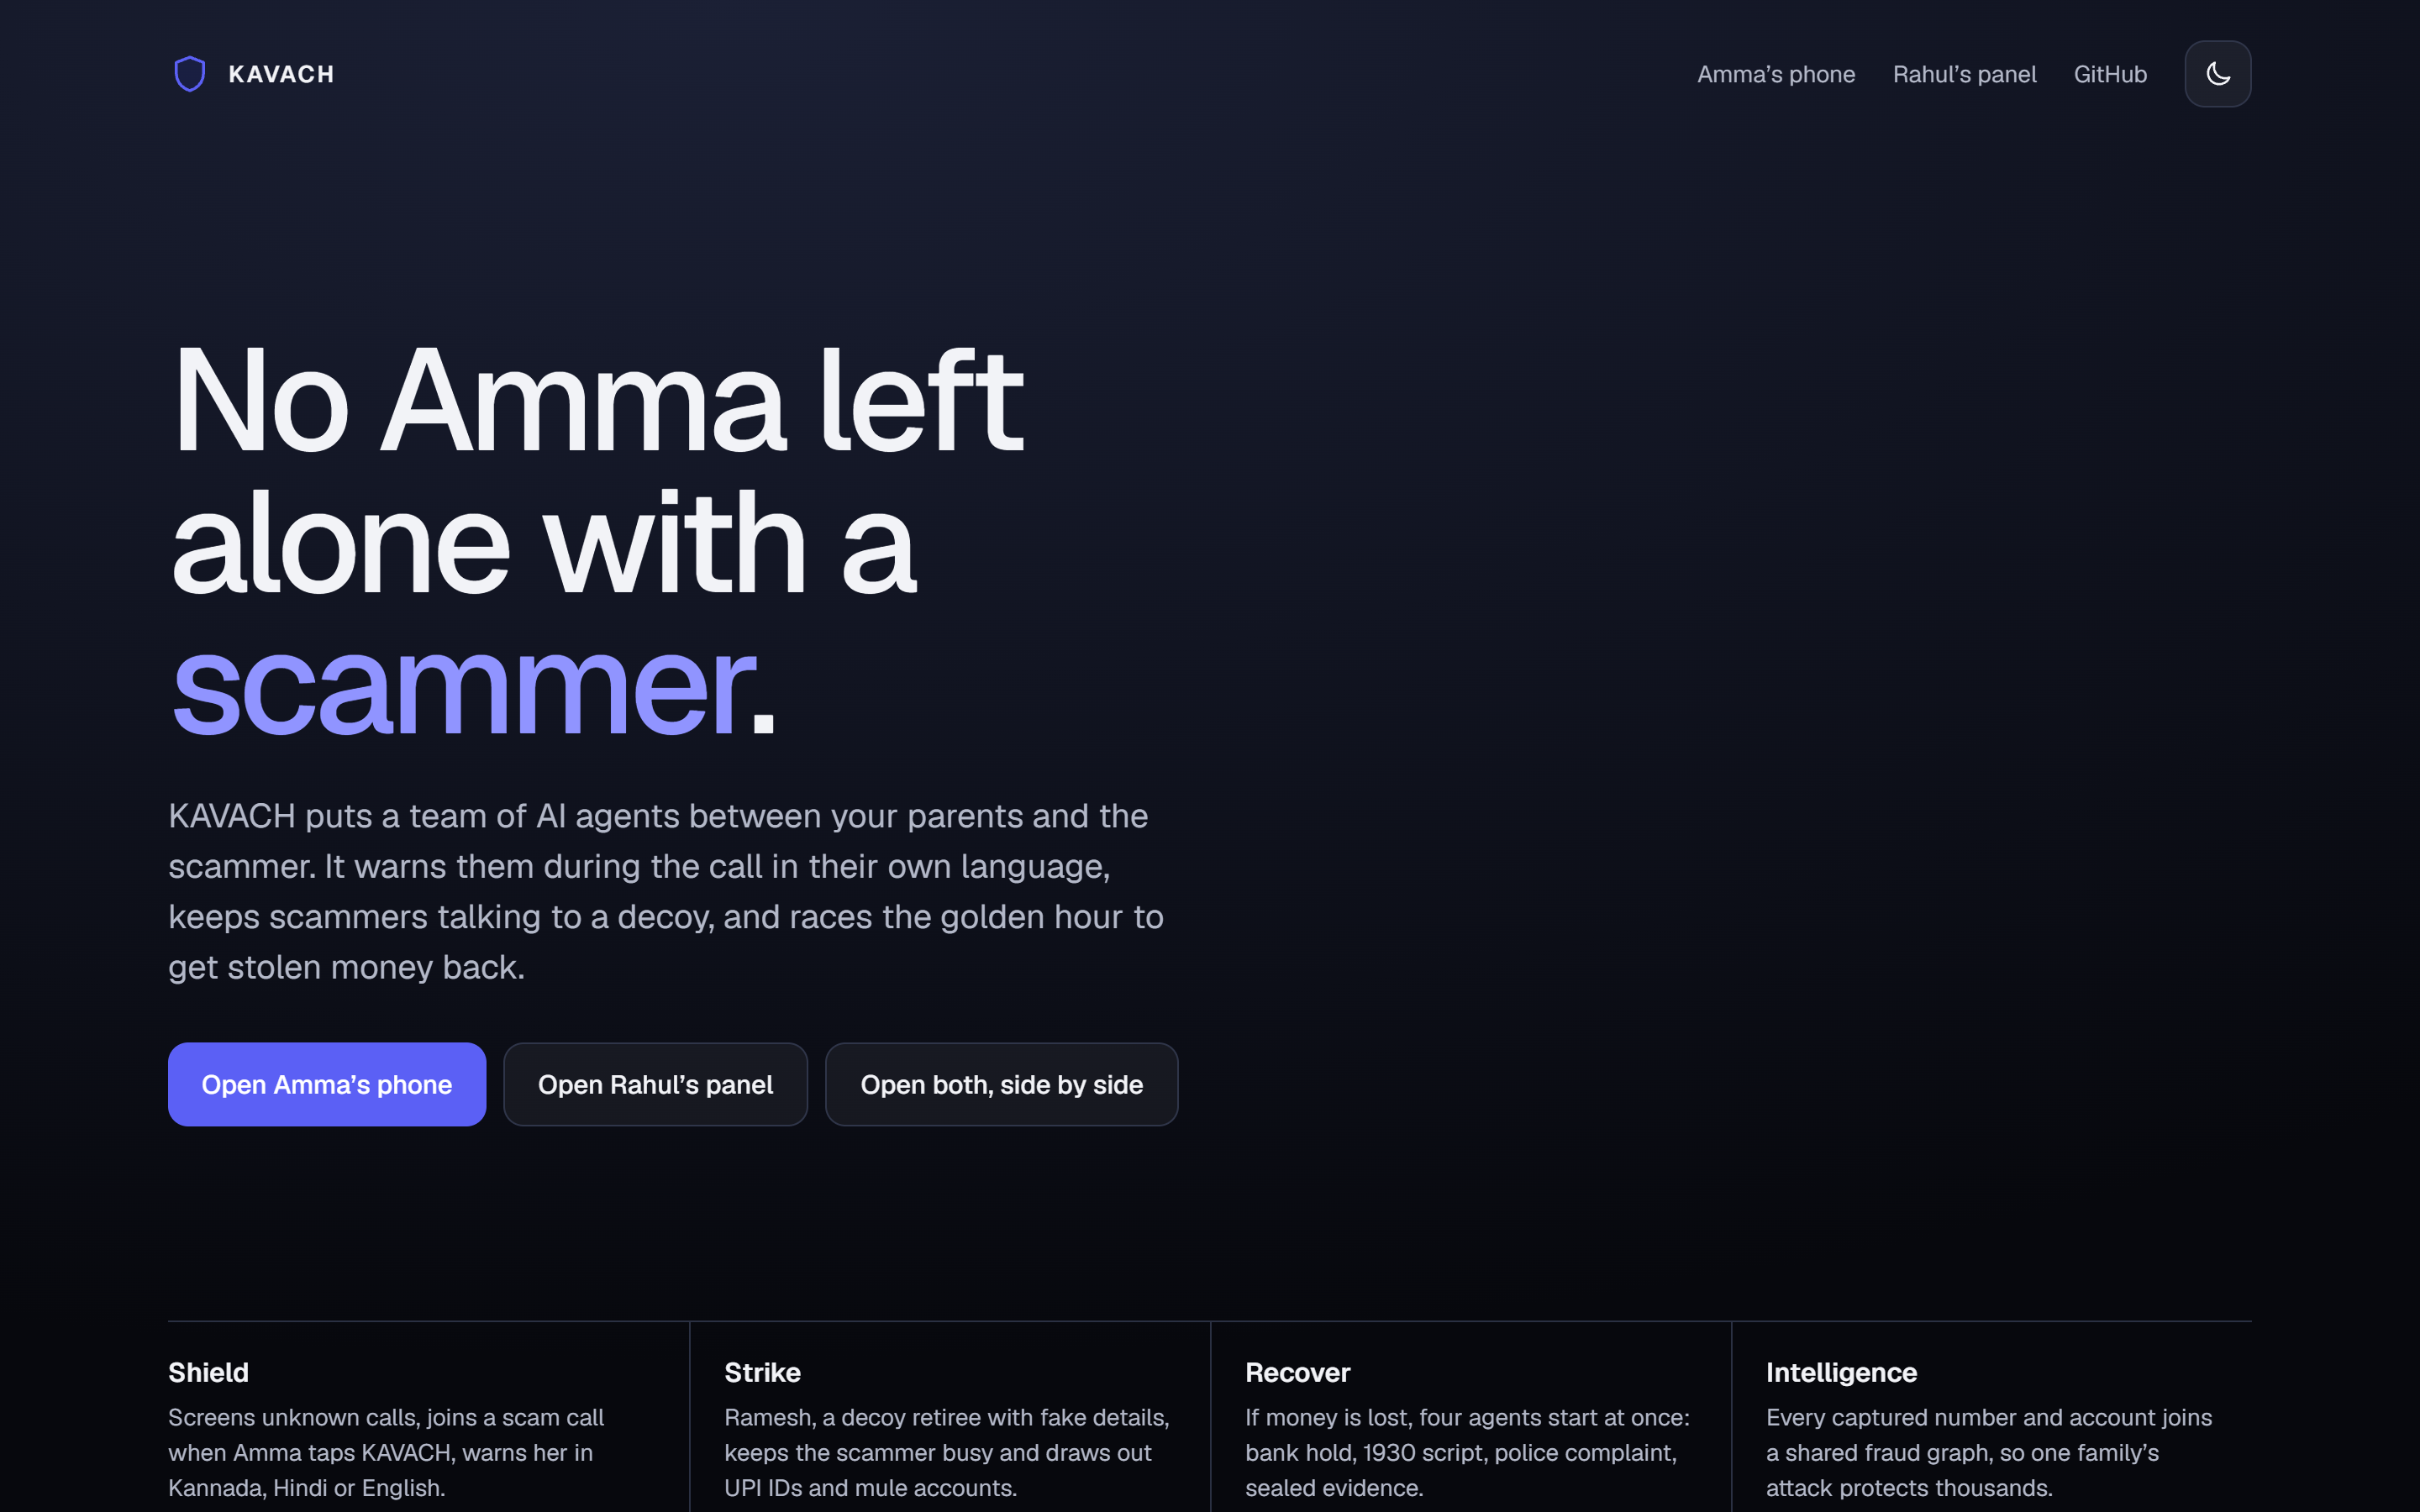 KAVACH
Amma’s phone
Rahul’s panel
GitHub
No Amma left
alone with a
scammer.
KAVACH puts a team of AI agents between your parents and the
scammer. It warns them during the call in their own language,
keeps scammers talking to a decoy, and races the golden hour to
get stolen money back.
Open Amma’s phone
Open Rahul’s panel
Open both, side by side
Shield
Screens unknown calls, joins a scam call
when Amma taps KAVACH, warns her in
Kannada, Hindi or English.
Strike
Ramesh, a decoy retiree with fake details,
keeps the scammer busy and draws out
UPI IDs and mule accounts.
Recover
If money is lost, four agents start at once:
bank hold, 1930 script, police complaint,
sealed evidence.
Intelligence
Every captured number and account joins
a shared fraud graph, so one family’s
attack protects thousands.